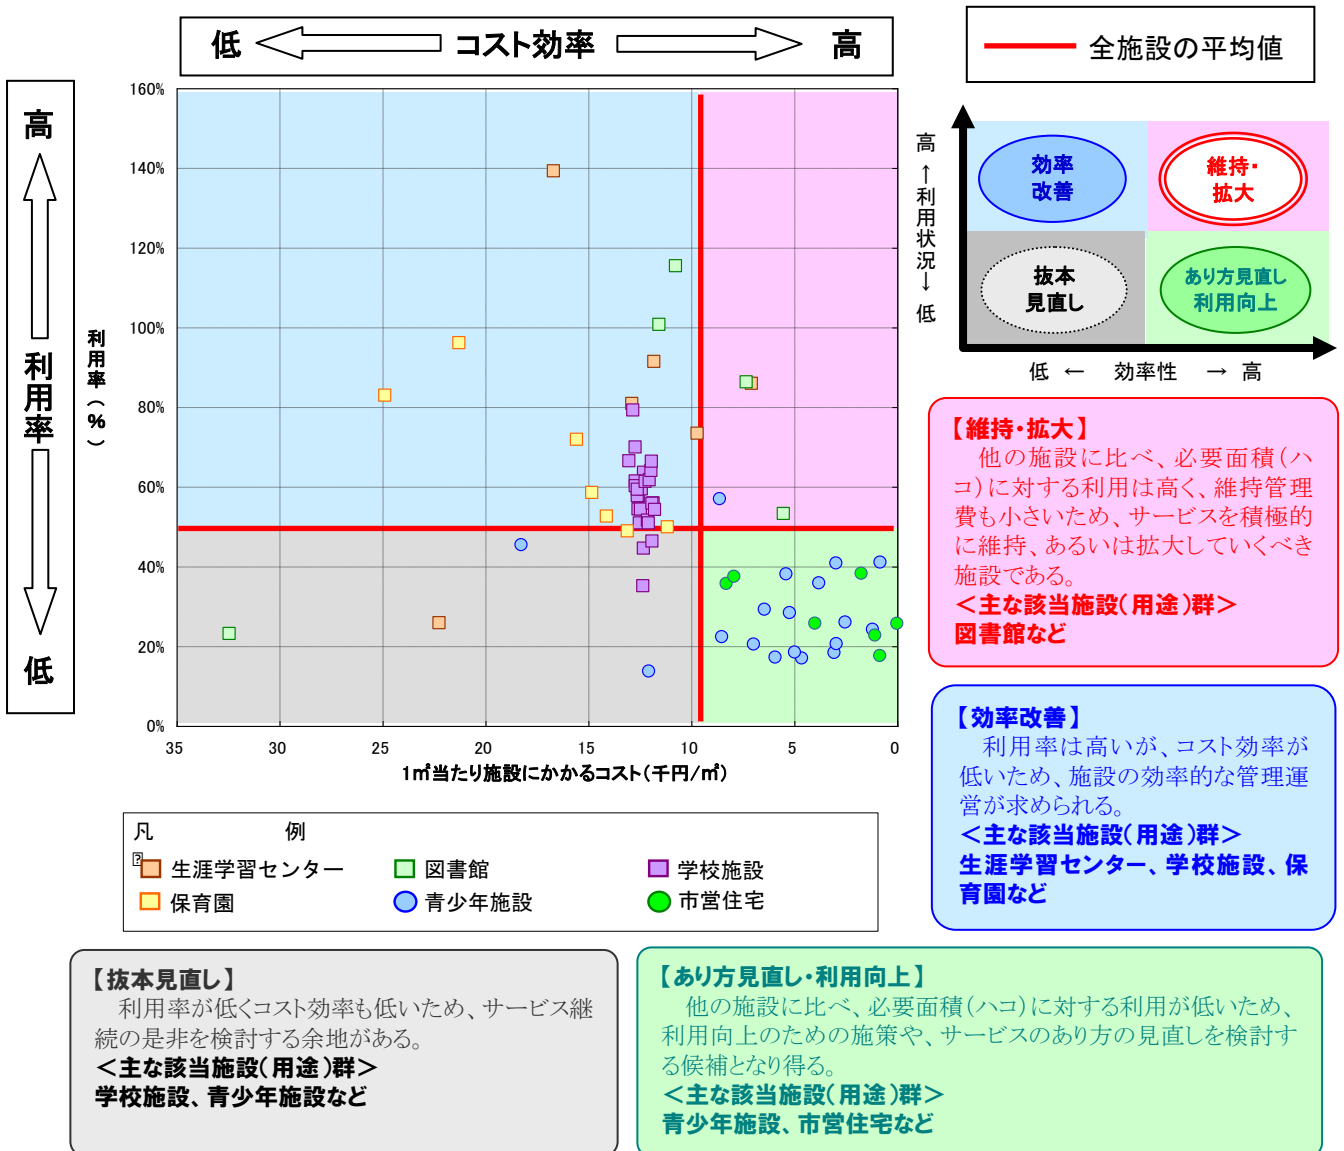 低 コスト効率 高
全施設の平均値
高
利用率
低
利用率(%)
160%
140%
120%
100%
80%
60%
40%
20%
0%
35 30 25 20 15 10 5 0
1㎡当たり施設にかかるコスト(千円/㎡)
高←利用状況→低
効率
改善
維持・
拡大
抜本
見直し
あり方見直し
利用向上
低 ← 効率性 → 高
【維持・拡大】
他の施設に比べ、必要面積(ハ
コ)に対する利用は高く、維持管理
費も小さいため、サービスを積極的
に維持、あるいは拡大していくべき
施設である。
<主な該当施設(用途)群>
図書館など
【効率改善】
利用率は高いが、コスト効率が
低いため、施設の効率的な管理運
営が求められる。
<主な該当施設(用途)群>
生涯学習センター、学校施設、保
育園など
凡 例
生涯学習センター 図書館 学校施設
保育園 青少年施設 市営住宅
【抜本見直し】
利用率が低くコスト効率も低いため、サービス継
続の是非を検討する余地がある。
<主な該当施設(用途)群>
学校施設、青少年施設など
【あり方見直し・利用向上】
他の施設に比べ、必要面積(ハコ)に対する利用が低いため、
利用向上のための施策や、サービスのあり方の見直しを検討す
る候補となり得る。
<主な該当施設(用途)群>
青少年施設、市営住宅など